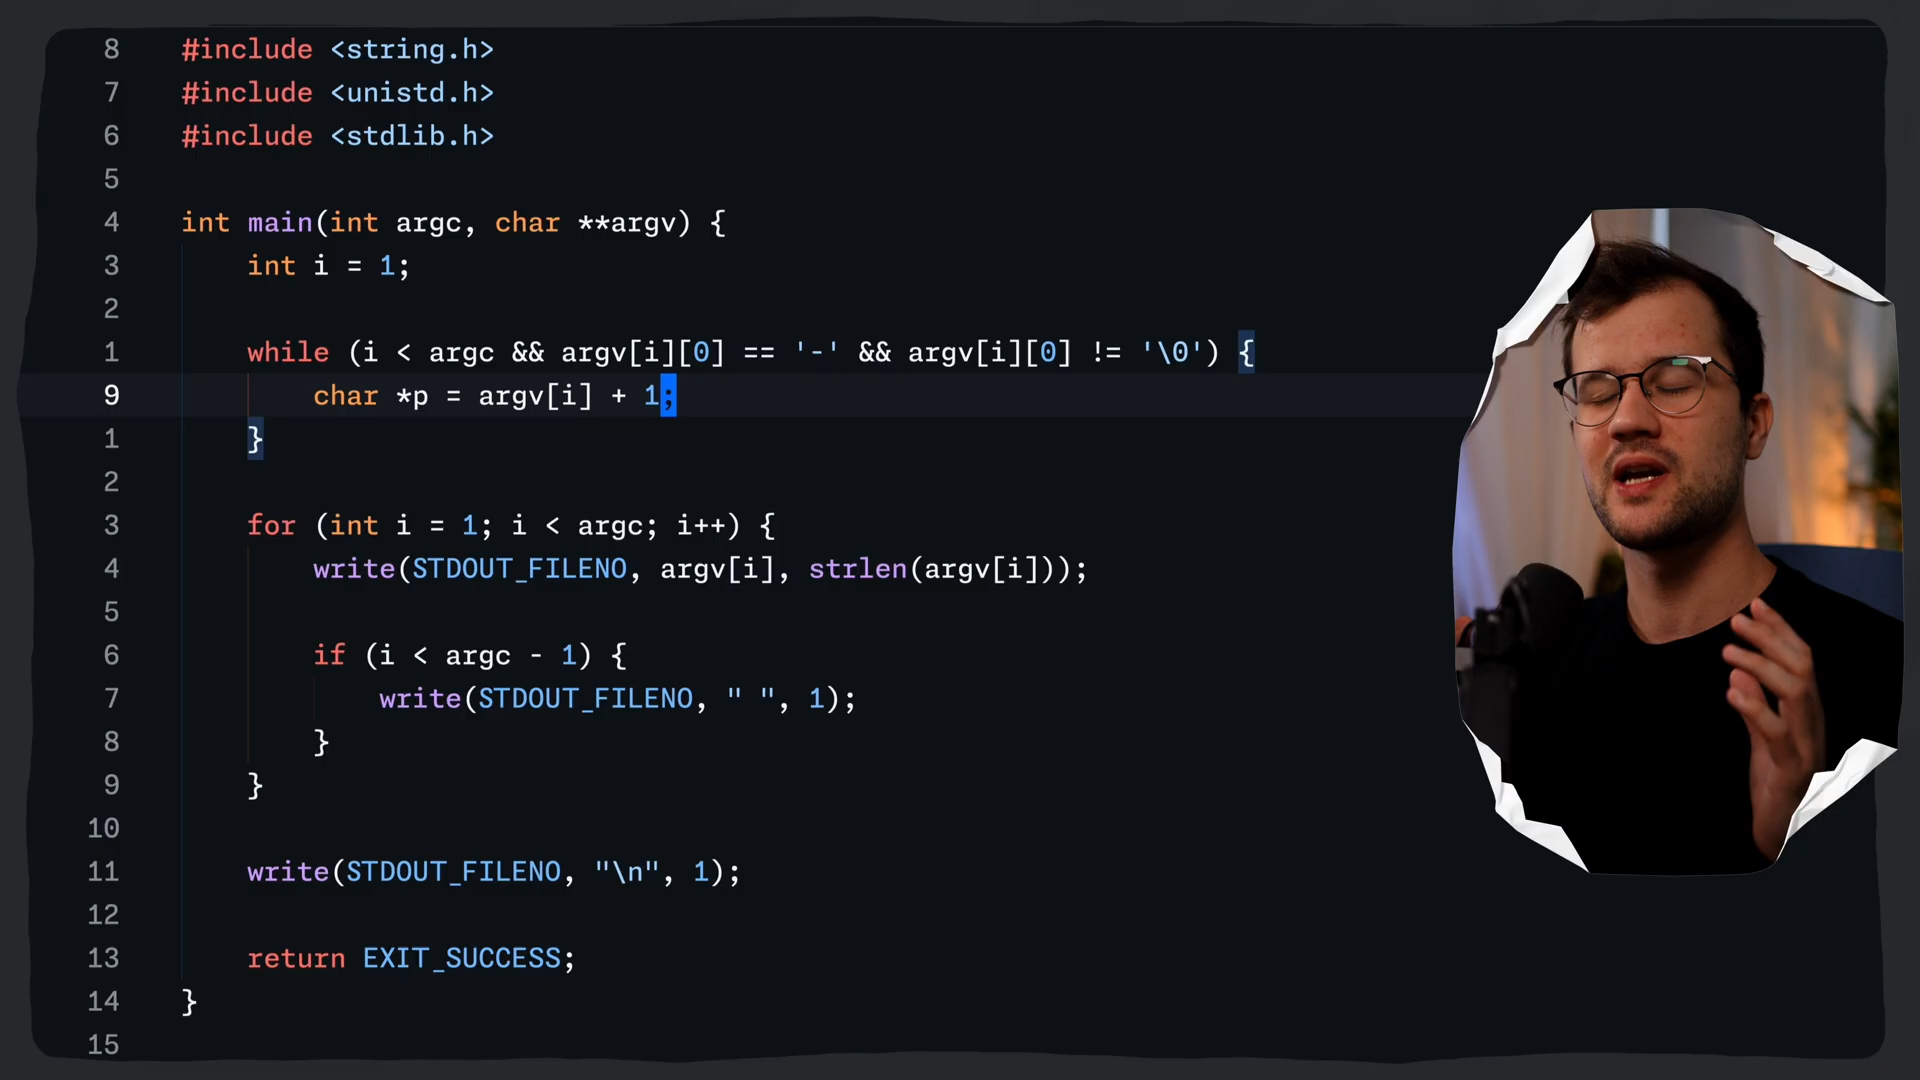 8 #include <string.h>
7 #include <unistd.h>
6 #include <stdlib.h>
5
4 int main(int argc, char **argv) {
3 int i = 1;
2
1 while (i < argc && argv[i][0] == '-' && argv[i][0] != '\0') {
9 char *p = argv[i] + 1;
1 }
2
3 for (int i = 1; i < argc; i++) {
4 write(STDOUT_FILENO, argv[i], strlen(argv[i]));
5
6 if (i < argc - 1) {
7 write(STDOUT_FILENO, " ", 1);
8 }
9 }
10
11 write(STDOUT_FILENO, "\n", 1);
12
13 return EXIT_SUCCESS;
14 }
15